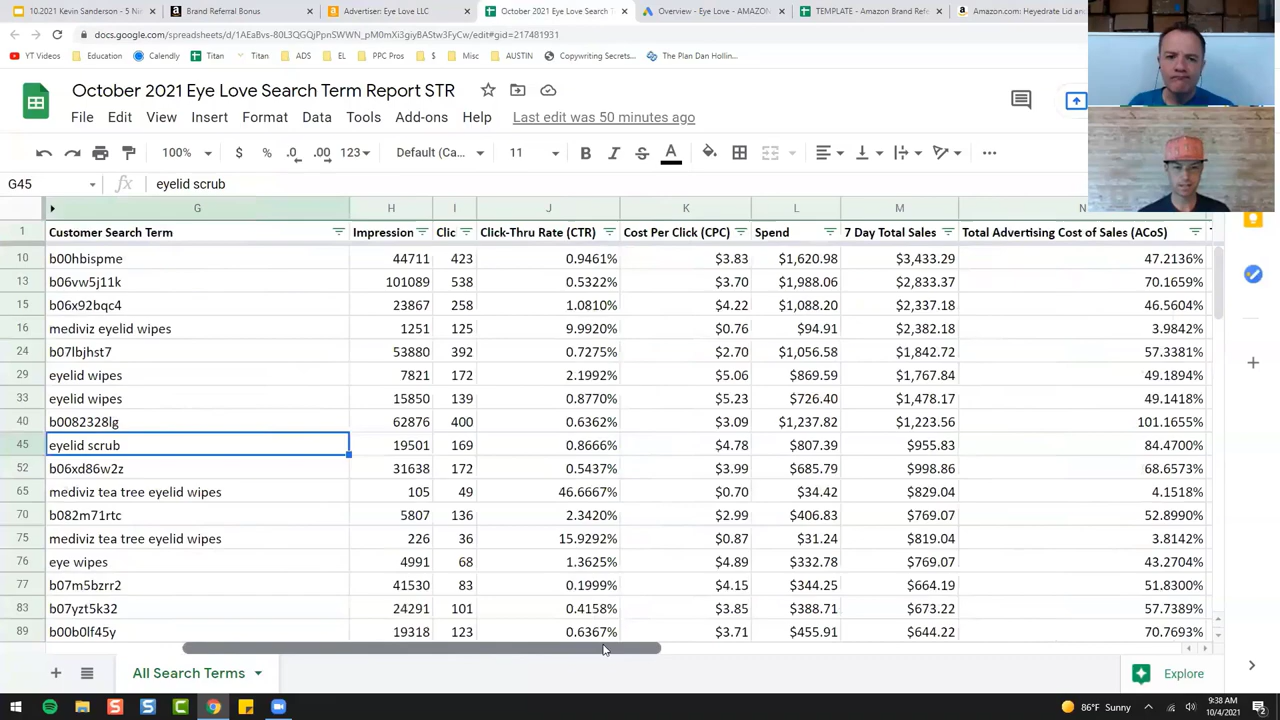 10.2021 Kevin Sanderson - 5 Ni
Brand Referral Bonus
Advertiser: Eye Love LLC
October 2021 Eye Love Search T
Overview - Eye Love - AMAZON
TEMPLATE - Amazon Brand Refe
Amazon.com: Heyedrate Lid and
YT Videos
Education
Calendly
Titan
Titan
ADS
EL
PPC Pros
$
Misc
AUSTIN
Copywriting Secrets...
The Plan Dan Hollin...
October 2021 Eye Love Search Term Report STR
File Edit View Insert Format Data Tools Add-ons Help Last edit was 50 minutes ago
100% $ % .0 .00 123 Default (Ca... 11 B I S A
G45 fx eyelid scrub
G H I J K L M N
1 Customer Search Term Impression Clic Click-Thru Rate (CTR) Cost Per Click (CPC) Spend 7 Day Total Sales Total Advertising Cost of Sales (ACoS)
10 b00hbispme 44711 423 0.9461% $3.83 $1,620.98 $3,433.29 47.2136%
13 b06vw5j11k 101089 538 0.5322% $3.70 $1,988.06 $2,833.37 70.1659%
15 b06x92bqc4 23867 258 1.0810% $4.22 $1,088.20 $2,337.18 46.5604%
16 mediviz eyelid wipes 1251 125 9.9920% $0.76 $94.91 $2,382.18 3.9842%
24 b07lbjhst7 53880 392 0.7275% $2.70 $1,056.58 $1,842.72 57.3381%
29 eyelid wipes 7821 172 2.1992% $5.06 $869.59 $1,767.84 49.1894%
33 eyelid wipes 15850 139 0.8770% $5.23 $726.40 $1,478.17 49.1418%
40 b0082328lg 62876 400 0.6362% $3.09 $1,237.82 $1,223.56 101.1655%
45 eyelid scrub 19501 169 0.8666% $4.78 $807.39 $955.83 84.4700%
52 b06xd86w2z 31638 172 0.5437% $3.99 $685.79 $998.86 68.6573%
65 mediviz tea tree eyelid wipes 105 49 46.6667% $0.70 $34.42 $829.04 4.1518%
70 b082m71rtc 5807 136 2.3420% $2.99 $406.83 $769.07 52.8990%
75 mediviz tea tree eyelid wipes 226 36 15.9292% $0.87 $31.24 $819.04 3.8142%
76 eye wipes 4991 68 1.3625% $4.89 $332.78 $769.07 43.2704%
77 b07m5bzrr2 41530 83 0.1999% $4.15 $344.25 $664.19 51.8300%
83 b07yzt5k32 24291 101 0.4158% $3.85 $388.71 $673.22 57.7389%
89 b00b0lf45y 19318 123 0.6367% $3.71 $455.91 $644.22 70.7693%
All Search Terms
Explore
86°F Sunny
9:38 AM
10/4/2021
2